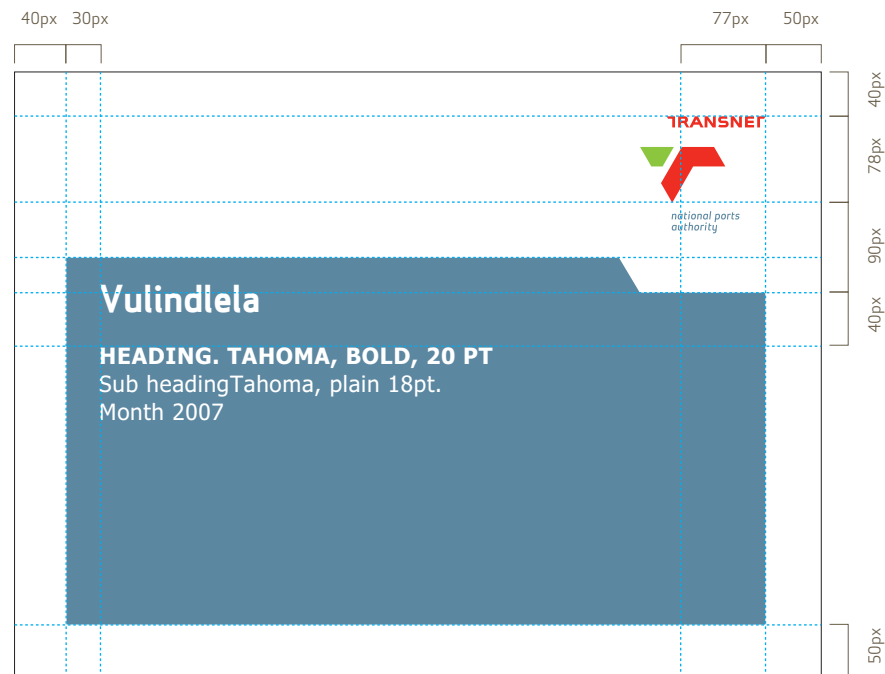 40px 30px 77px 50px
40px
TRANSNET
78px
national ports
authority
90px
Vulindlela
40px
HEADING. TAHOMA, BOLD, 20 PT
Sub headingTahoma, plain 18pt.
Month 2007
50px